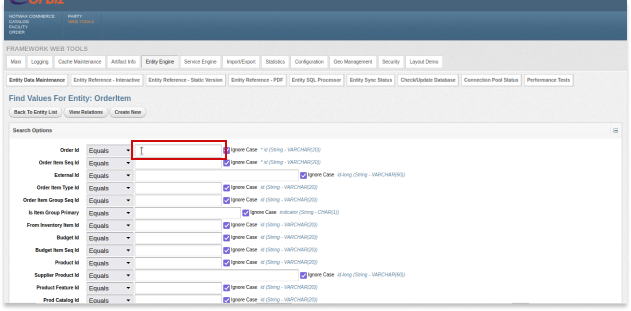 OFBiz
HOTWAX COMMERCE PARTY
CATALOG WEB TOOLS
FACILITY
ORDER
FRAMEWORK WEB TOOLS
Main Logging Cache Maintenance Artifact Info Entity Engine Service Engine Import/Export Statistics Configuration Geo Management Security Layout Demo
Entity Data Maintenance Entity Reference - Interactive Entity Reference - Static Version Entity Reference - PDF Entity SQL Processor Entity Sync Status Check/Update Database Connection Pool Status Performance Tests
Find Values For Entity: OrderItem
Back To Entity List View Relations Create New
Search Options
Order Id Equals Ignore Case * id (String - VARCHAR(20))
Order Item Seq Id Equals Ignore Case * id (String - VARCHAR(20))
External Id Equals Ignore Case id-long (String - VARCHAR(60))
Order Item Type Id Equals Ignore Case id (String - VARCHAR(20))
Order Item Group Seq Id Equals Ignore Case id (String - VARCHAR(20))
Is Item Group Primary Equals Ignore Case indicator (String - CHAR(1))
From Inventory Item Id Equals Ignore Case id (String - VARCHAR(20))
Budget Id Equals Ignore Case id (String - VARCHAR(20))
Budget Item Seq Id Equals Ignore Case id (String - VARCHAR(20))
Product Id Equals Ignore Case id (String - VARCHAR(20))
Supplier Product Id Equals Ignore Case id-long (String - VARCHAR(60))
Product Feature Id Equals Ignore Case id (String - VARCHAR(20))
Prod Catalog Id Equals Ignore Case id (String - VARCHAR(20))